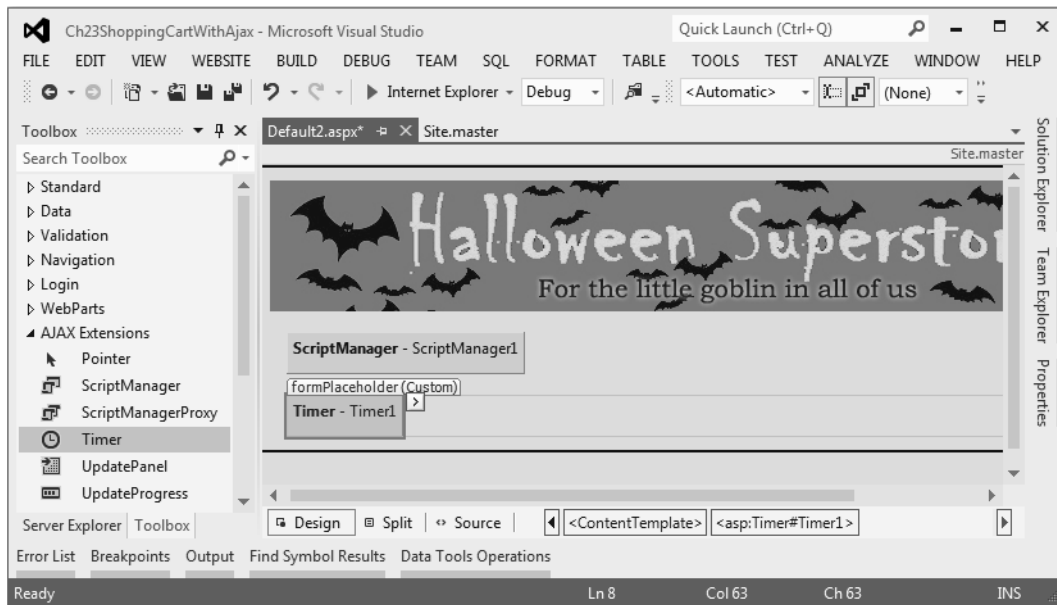 Ch23ShoppingCartWithAjax - Microsoft Visual Studio
Quick Launch (Ctrl+Q)
FILE EDIT VIEW WEBSITE BUILD DEBUG TEAM SQL FORMAT TABLE TOOLS TEST ANALYZE WINDOW HELP
Internet Explorer Debug <Automatic> (None)
Toolbox
Default2.aspx* Site.master
Search Toolbox
Site.master
Standard
Data
Validation
Navigation
Login
WebParts
AJAX Extensions
Pointer
ScriptManager
ScriptManagerProxy
Timer
UpdatePanel
UpdateProgress
Server Explorer Toolbox
Halloween Supersto
For the little goblin in all of us
ScriptManager - ScriptManager1
formPlaceholder (Custom)
Timer - Timer1
Design Split Source <ContentTemplate> <asp:Timer#Timer1>
Solution Explorer
Team Explorer
Properties
Error List Breakpoints Output Find Symbol Results Data Tools Operations
Ready Ln 8 Col 63 Ch 63 INS